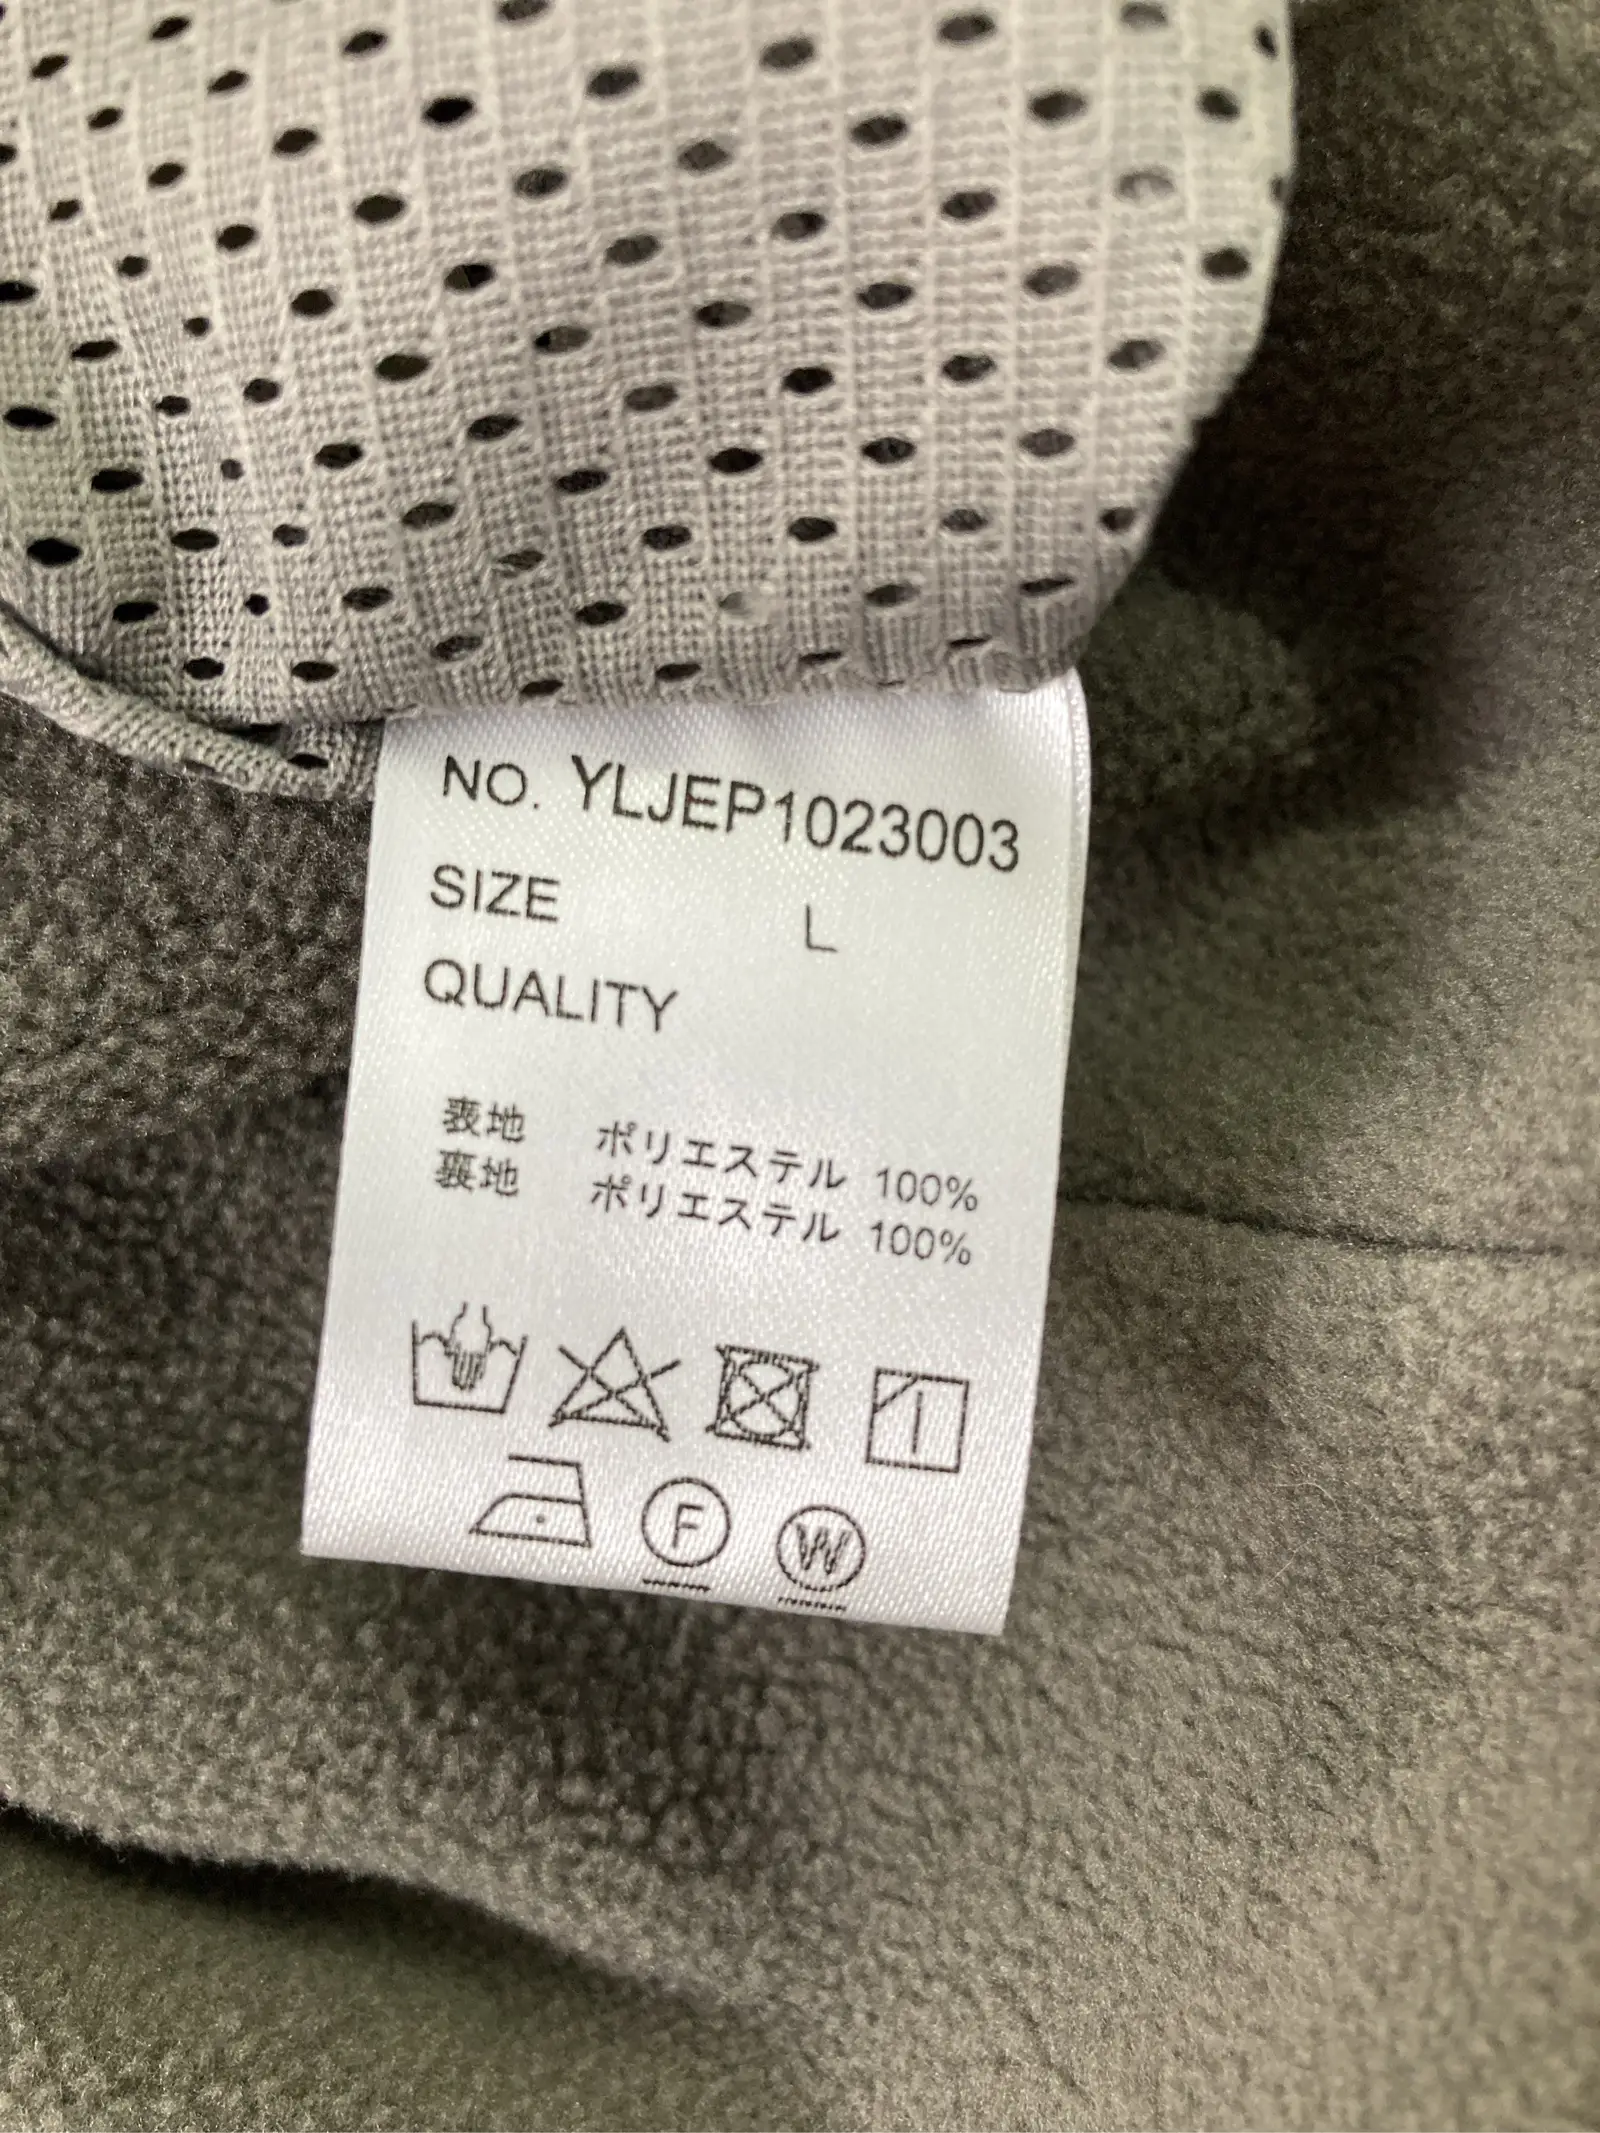 NO. YLJEP1023003
SIZE L
QUALITY
表地 ポリエステル 100%
裏地 ポリエステル 100%
F W